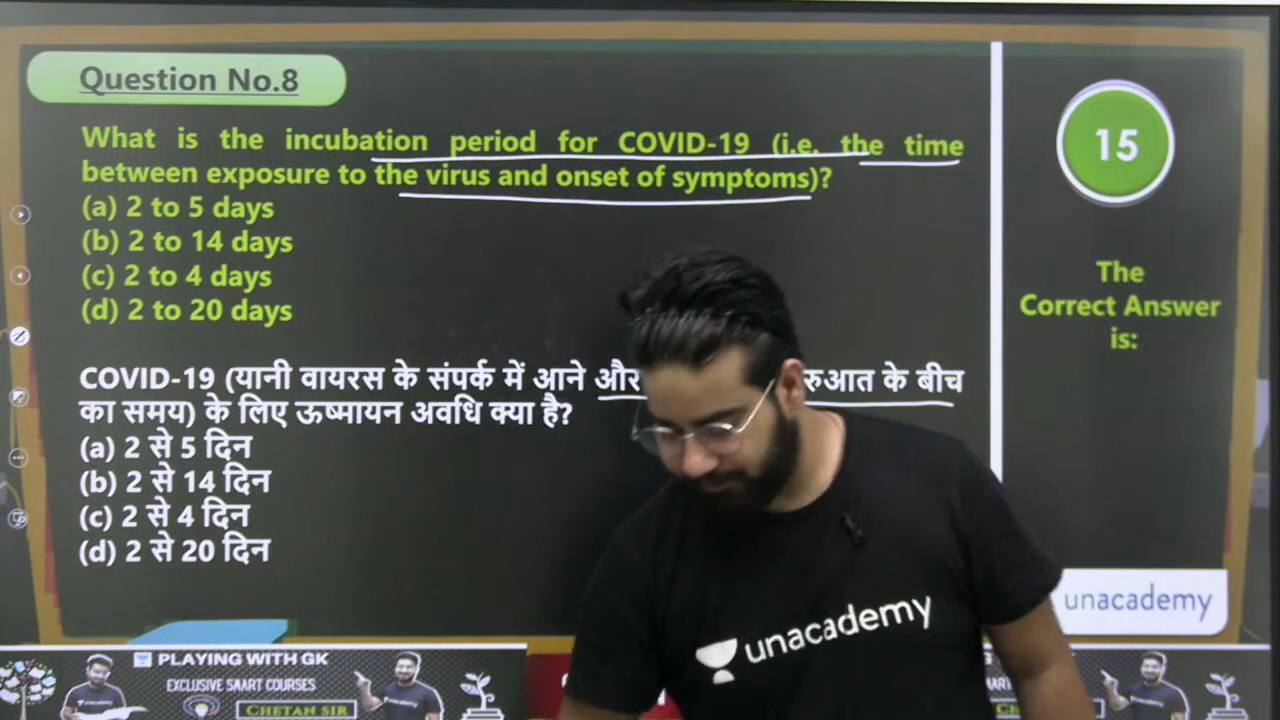 Question No.8
What is the incubation period for COVID-19 (i.e. the time
between exposure to the virus and onset of symptoms)?
(a) 2 to 5 days
(b) 2 to 14 days
(c) 2 to 4 days
(d) 2 to 20 days
COVID-19 (यानी वायरस के संपर्क में आने और रुआत के बीच
का समय) के लिए ऊष्मायन अवधि क्या है?
(a) 2 से 5 दिन
(b) 2 से 14 दिन
(c) 2 से 4 दिन
(d) 2 से 20 दिन
15
The
Correct Answer
is:
unacademy
unacademy
PLAYING WITH GK
EXCLUSIVE SMART COURSES
CHETAN SIR